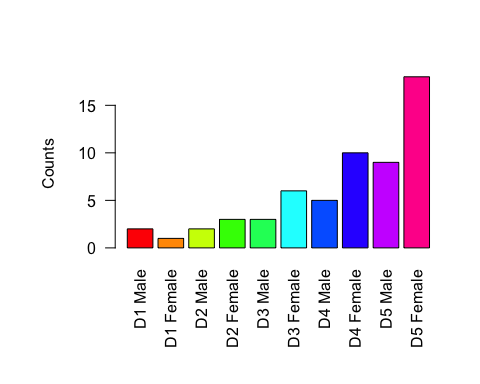 Counts
15
10
5
0
D1 Male
D1 Female
D2 Male
D2 Female
D3 Male
D3 Female
D4 Male
D4 Female
D5 Male
D5 Female